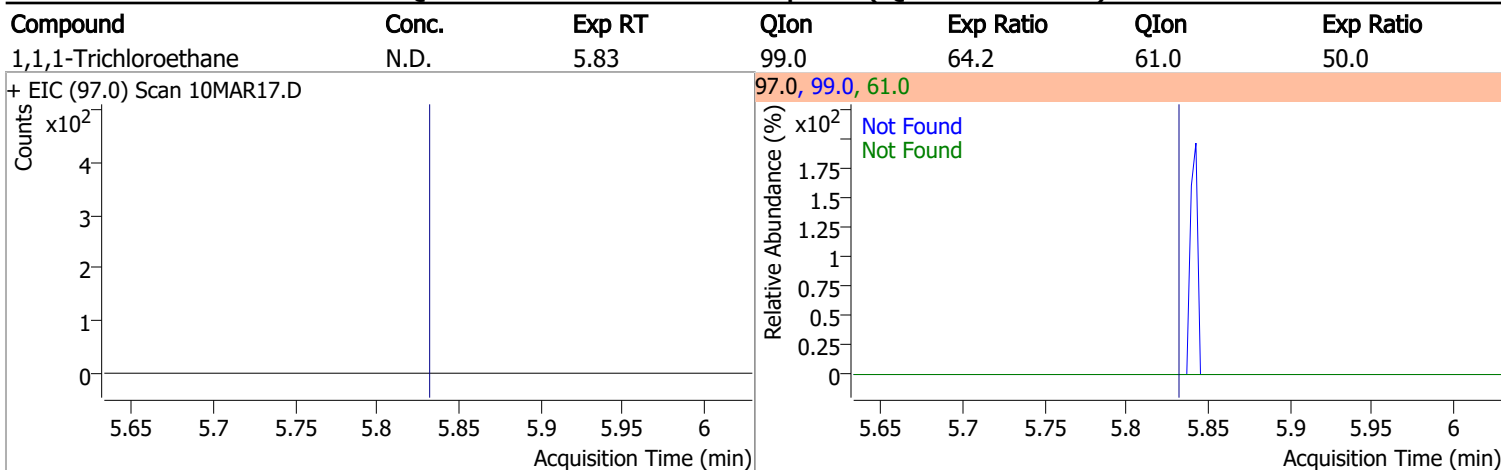 Compound Conc. Exp RT QIon Exp Ratio QIon Exp Ratio
1,1,1-Trichloroethane N.D. 5.83 99.0 64.2 61.0 50.0
+ EIC (97.0) Scan 10MAR17.D
Counts
x10²
4
3
2
1
0
5.65 5.7 5.75 5.8 5.85 5.9 5.95 6
Acquisition Time (min)
97.0, 99.0, 61.0
Relative Abundance (%)
x10²
Not Found
Not Found
1.75
1.5
1.25
1
0.75
0.5
0.25
0
5.65 5.7 5.75 5.8 5.85 5.9 5.95 6
Acquisition Time (min)